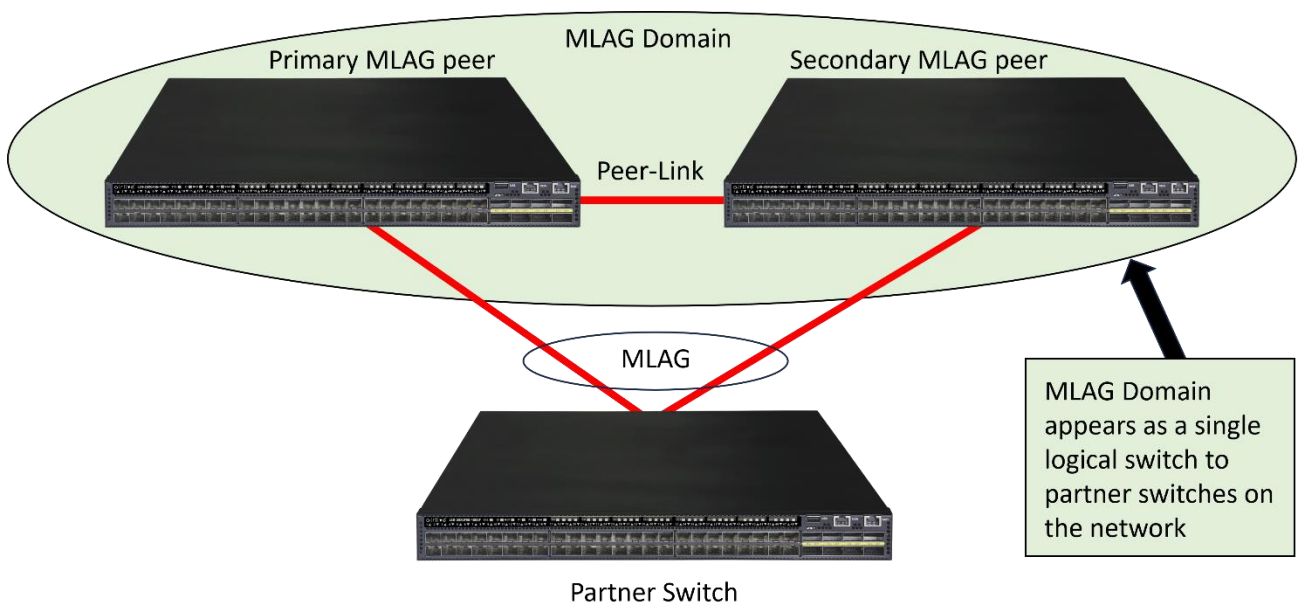 MLAG Domain
Primary MLAG peer
Secondary MLAG peer
Peer-Link
MLAG
MLAG Domain
appears as a single
logical switch to
partner switches on
the network
Partner Switch